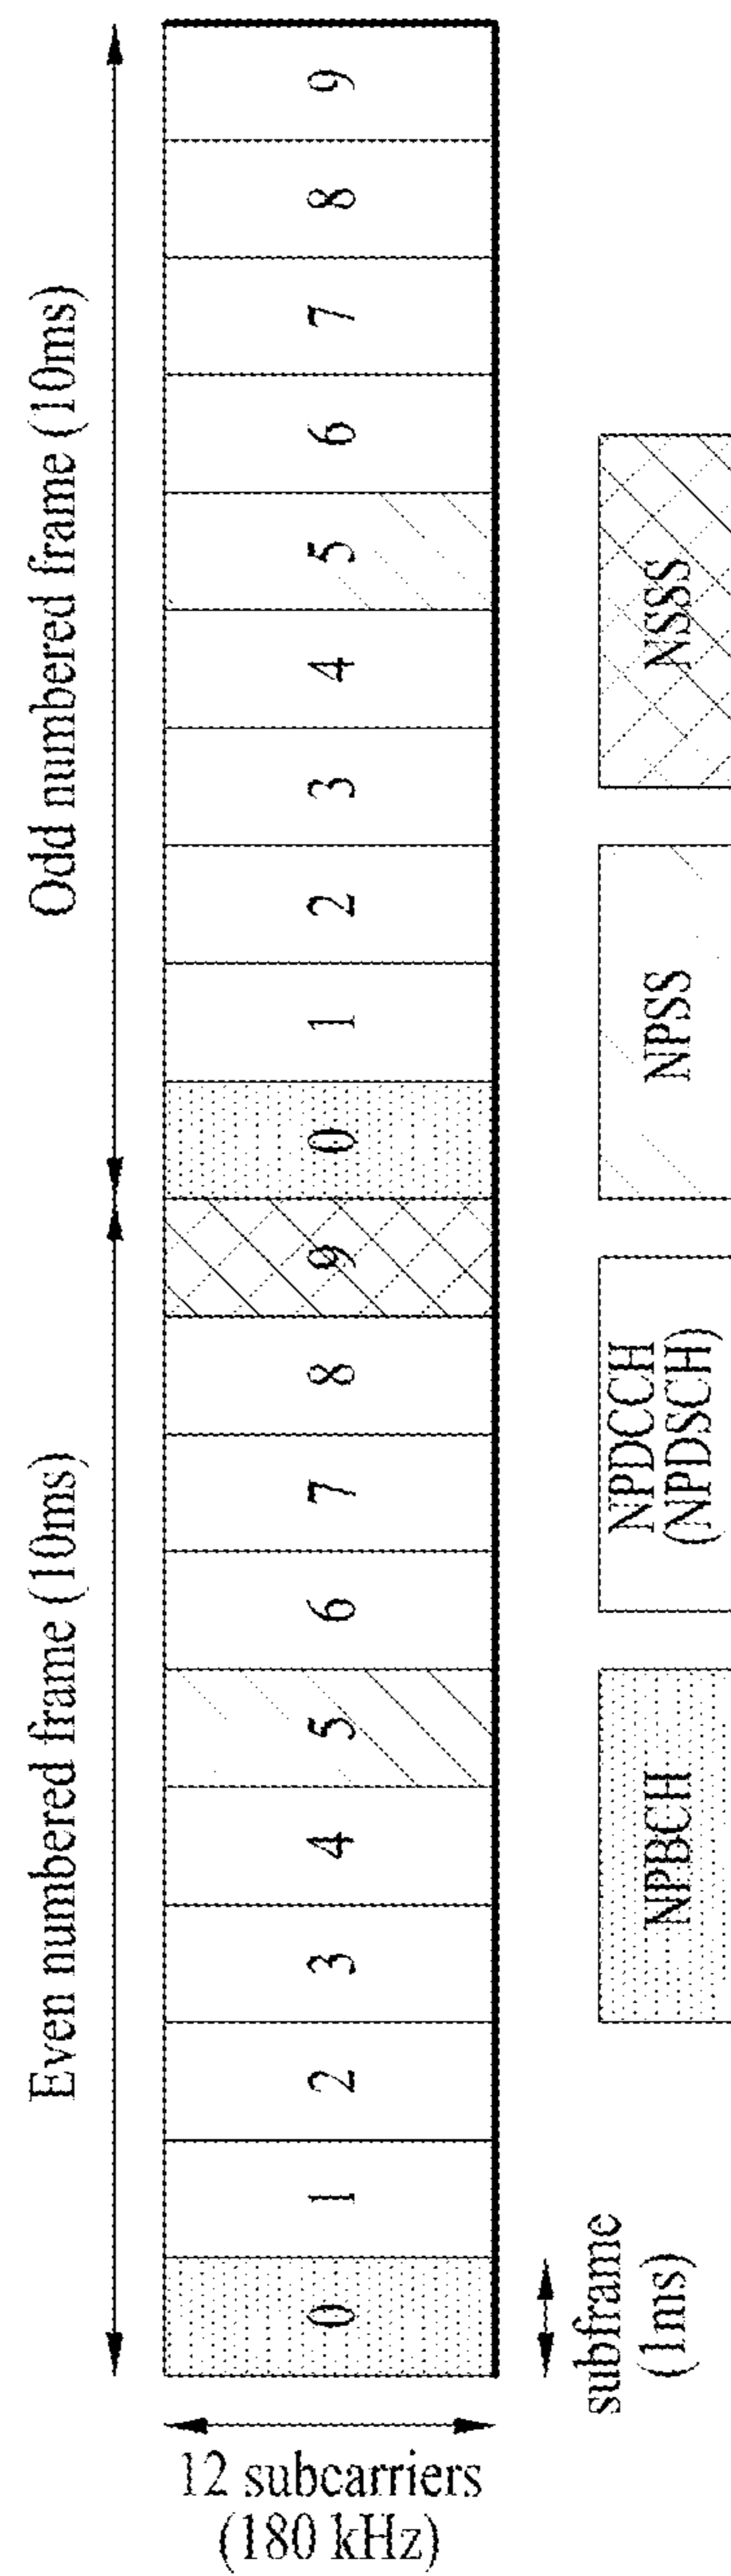 Even numbered frame (10ms)
Odd numbered frame (10ms)
12 subcarriers
(180 kHz)
0 1 2 3 4 5 6 7 8 9 0 1 2 3 4 5 6 7 8 9
subframe
(1ms)
NPBCH
NPDCCH
(NPDSCH)
NPSS
NSSS